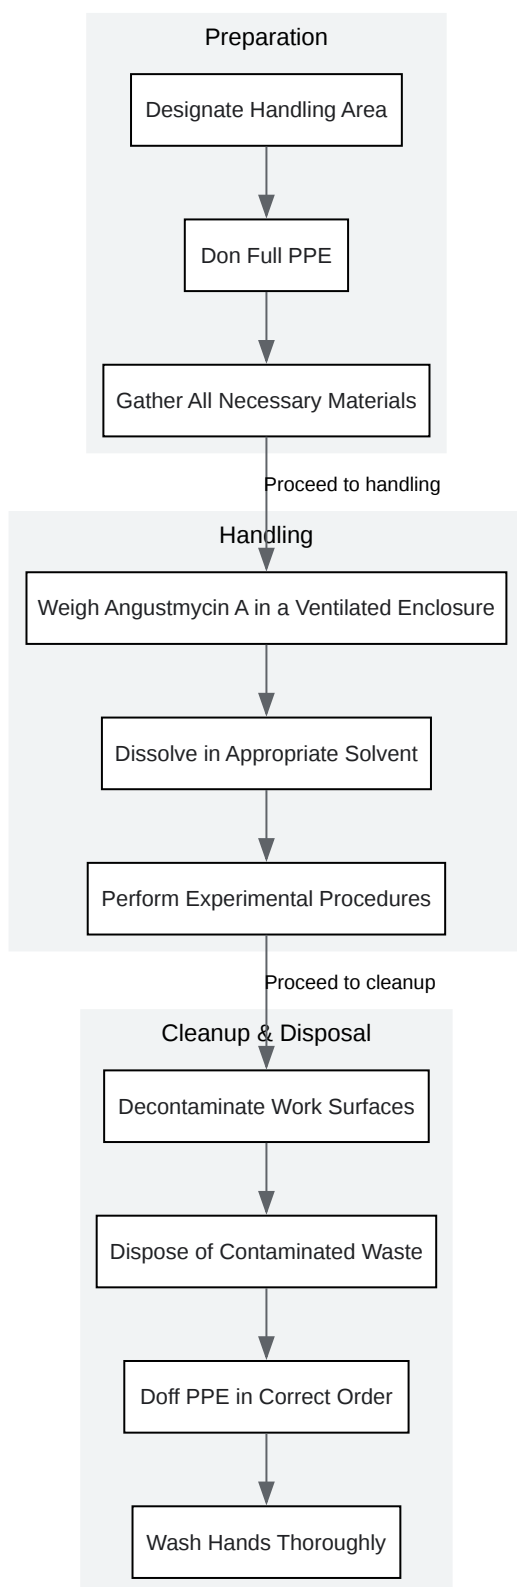 Preparation
Designate Handling Area
Don Full PPE
Gather All Necessary Materials
Proceed to handling
Handling
Weigh Angustmycin A in a Ventilated Enclosure
Dissolve in Appropriate Solvent
Perform Experimental Procedures
Proceed to cleanup
Cleanup & Disposal
Decontaminate Work Surfaces
Dispose of Contaminated Waste
Doff PPE in Correct Order
Wash Hands Thoroughly